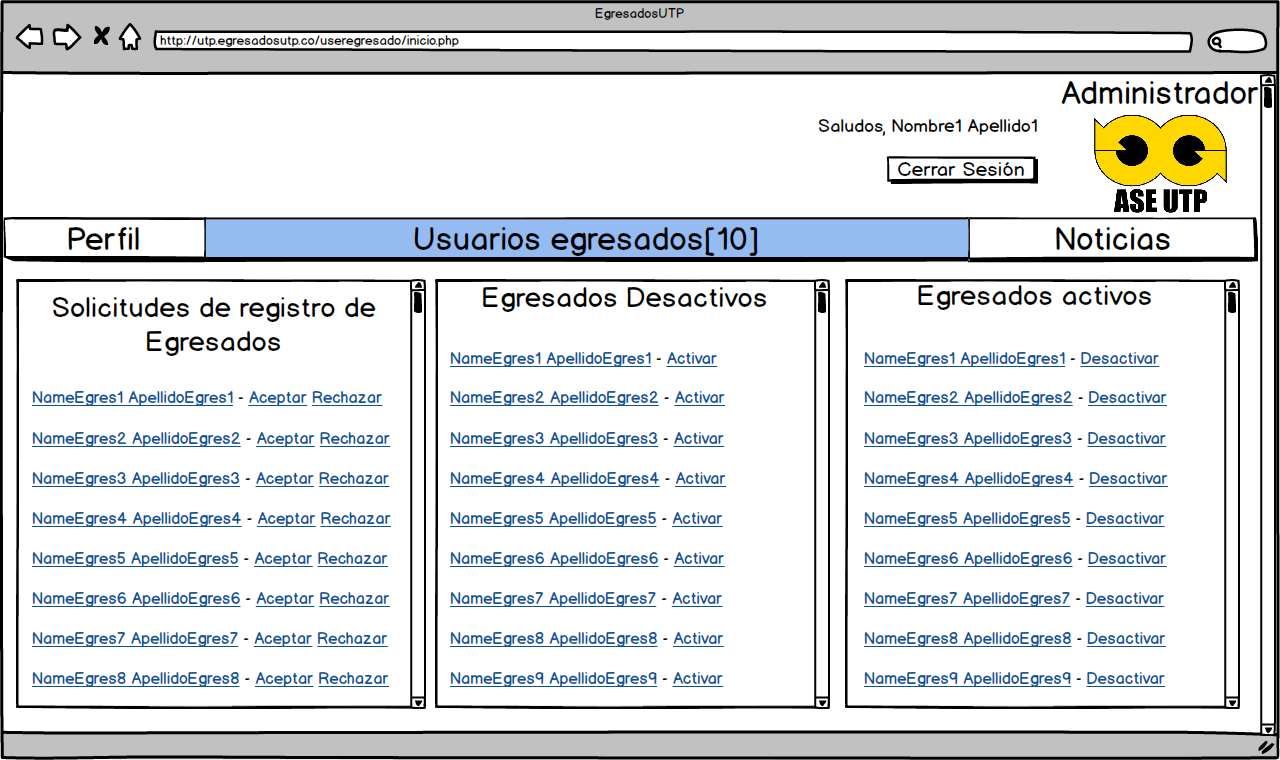 EgresadosUTP
http://utp.egresadosutp.co/useregresado/inicio.php
Administrador
Saludos, Nombre1 Apellido1
Cerrar Sesión
ASE UTP
Perfil
Usuarios egresados[10]
Noticias
Solicitudes de registro de
Egresados
NameEgres1 ApellidoEgres1 - Aceptar Rechazar
NameEgres2 ApellidoEgres2 - Aceptar Rechazar
NameEgres3 ApellidoEgres3 - Aceptar Rechazar
NameEgres4 ApellidoEgres4 - Aceptar Rechazar
NameEgres5 ApellidoEgres5 - Aceptar Rechazar
NameEgres6 ApellidoEgres6 - Aceptar Rechazar
NameEgres7 ApellidoEgres7 - Aceptar Rechazar
NameEgres8 ApellidoEgres8 - Aceptar Rechazar
Egresados Desactivos
NameEgres1 ApellidoEgres1 - Activar
NameEgres2 ApellidoEgres2 - Activar
NameEgres3 ApellidoEgres3 - Activar
NameEgres4 ApellidoEgres4 - Activar
NameEgres5 ApellidoEgres5 - Activar
NameEgres6 ApellidoEgres6 - Activar
NameEgres7 ApellidoEgres7 - Activar
NameEgres8 ApellidoEgres8 - Activar
NameEgres9 ApellidoEgres9 - Activar
Egresados activos
NameEgres1 ApellidoEgres1 - Desactivar
NameEgres2 ApellidoEgres2 - Desactivar
NameEgres3 ApellidoEgres3 - Desactivar
NameEgres4 ApellidoEgres4 - Desactivar
NameEgres5 ApellidoEgres5 - Desactivar
NameEgres6 ApellidoEgres6 - Desactivar
NameEgres7 ApellidoEgres7 - Desactivar
NameEgres8 ApellidoEgres8 - Desactivar
NameEgres9 ApellidoEgres9 - Desactivar